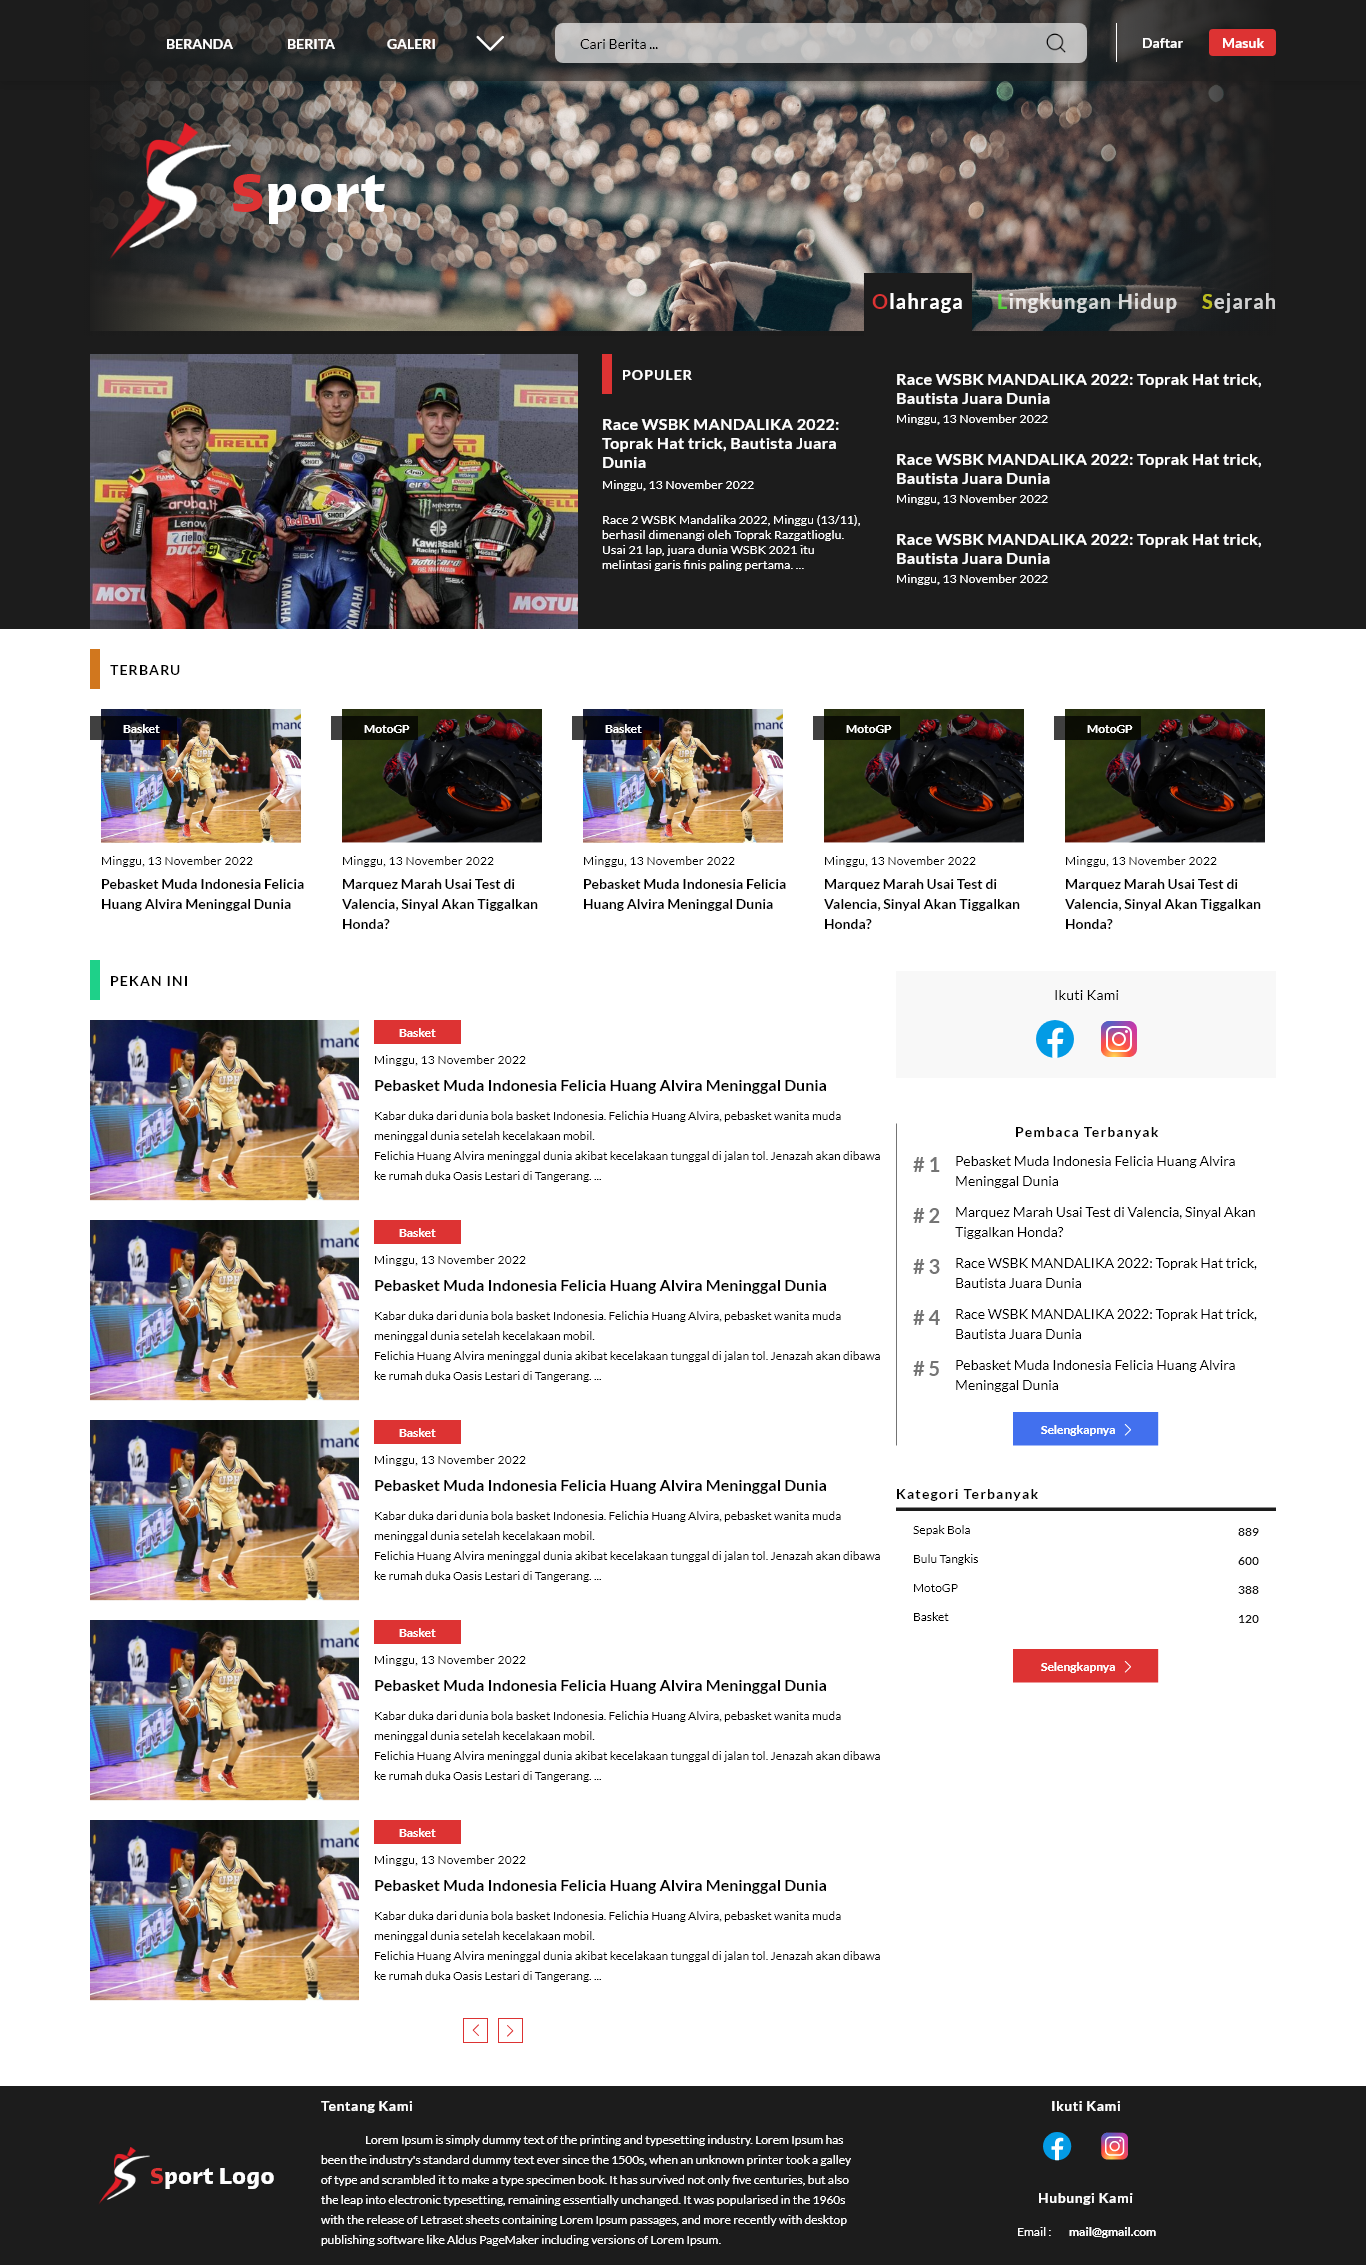 BERANDA BERITA GALERI Cari Berita ... Daftar Masuk
Sport
Olahraga Lingkungan Hidup Sejarah
POPULER
Race WSBK MANDALIKA 2022:
Toprak Hat trick, Bautista Juara
Dunia
Minggu, 13 November 2022
Race 2 WSBK Mandalika 2022, Minggu (13/11),
berhasil dimenangi oleh Toprak Razgatlioglu.
Usai 21 lap, juara dunia WSBK 2021 itu
melintasi garis finis paling pertama. ...
Race WSBK MANDALIKA 2022: Toprak Hat trick,
Bautista Juara Dunia
Minggu, 13 November 2022
Race WSBK MANDALIKA 2022: Toprak Hat trick,
Bautista Juara Dunia
Minggu, 13 November 2022
Race WSBK MANDALIKA 2022: Toprak Hat trick,
Bautista Juara Dunia
Minggu, 13 November 2022
TERBARU
Basket
Minggu, 13 November 2022
Pebasket Muda Indonesia Felicia
Huang Alvira Meninggal Dunia
MotoGP
Minggu, 13 November 2022
Marquez Marah Usai Test di
Valencia, Sinyal Akan Tiggalkan
Honda?
Basket
Minggu, 13 November 2022
Pebasket Muda Indonesia Felicia
Huang Alvira Meninggal Dunia
MotoGP
Minggu, 13 November 2022
Marquez Marah Usai Test di
Valencia, Sinyal Akan Tiggalkan
Honda?
MotoGP
Minggu, 13 November 2022
Marquez Marah Usai Test di
Valencia, Sinyal Akan Tiggalkan
Honda?
PEKAN INI
Basket
Minggu, 13 November 2022
Pebasket Muda Indonesia Felicia Huang Alvira Meninggal Dunia
Kabar duka dari dunia bola basket Indonesia. Felichia Huang Alvira, pebasket wanita muda
meninggal dunia setelah kecelakaan mobil.
Felichia Huang Alvira meninggal dunia akibat kecelakaan tunggal di jalan tol. Jenazah akan dibawa
ke rumah duka Oasis Lestari di Tangerang. ...
Basket
Minggu, 13 November 2022
Pebasket Muda Indonesia Felicia Huang Alvira Meninggal Dunia
Kabar duka dari dunia bola basket Indonesia. Felichia Huang Alvira, pebasket wanita muda
meninggal dunia setelah kecelakaan mobil.
Felichia Huang Alvira meninggal dunia akibat kecelakaan tunggal di jalan tol. Jenazah akan dibawa
ke rumah duka Oasis Lestari di Tangerang. ...
Basket
Minggu, 13 November 2022
Pebasket Muda Indonesia Felicia Huang Alvira Meninggal Dunia
Kabar duka dari dunia bola basket Indonesia. Felichia Huang Alvira, pebasket wanita muda
meninggal dunia setelah kecelakaan mobil.
Felichia Huang Alvira meninggal dunia akibat kecelakaan tunggal di jalan tol. Jenazah akan dibawa
ke rumah duka Oasis Lestari di Tangerang. ...
Basket
Minggu, 13 November 2022
Pebasket Muda Indonesia Felicia Huang Alvira Meninggal Dunia
Kabar duka dari dunia bola basket Indonesia. Felichia Huang Alvira, pebasket wanita muda
meninggal dunia setelah kecelakaan mobil.
Felichia Huang Alvira meninggal dunia akibat kecelakaan tunggal di jalan tol. Jenazah akan dibawa
ke rumah duka Oasis Lestari di Tangerang. ...
Basket
Minggu, 13 November 2022
Pebasket Muda Indonesia Felicia Huang Alvira Meninggal Dunia
Kabar duka dari dunia bola basket Indonesia. Felichia Huang Alvira, pebasket wanita muda
meninggal dunia setelah kecelakaan mobil.
Felichia Huang Alvira meninggal dunia akibat kecelakaan tunggal di jalan tol. Jenazah akan dibawa
ke rumah duka Oasis Lestari di Tangerang. ...
Ikuti Kami
Pembaca Terbanyak
# 1 Pebasket Muda Indonesia Felicia Huang Alvira
Meninggal Dunia
# 2 Marquez Marah Usai Test di Valencia, Sinyal Akan
Tiggalkan Honda?
# 3 Race WSBK MANDALIKA 2022: Toprak Hat trick,
Bautista Juara Dunia
# 4 Race WSBK MANDALIKA 2022: Toprak Hat trick,
Bautista Juara Dunia
# 5 Pebasket Muda Indonesia Felicia Huang Alvira
Meninggal Dunia
Selengkapnya
Kategori Terbanyak
Sepak Bola 889
Bulu Tangkis 600
MotoGP 388
Basket 120
Selengkapnya
Sport Logo
Tentang Kami
Lorem Ipsum is simply dummy text of the printing and typesetting industry. Lorem Ipsum has
been the industry's standard dummy text ever since the 1500s, when an unknown printer took a galley
of type and scrambled it to make a type specimen book. It has survived not only five centuries, but also
the leap into electronic typesetting, remaining essentially unchanged. It was popularised in the 1960s
with the release of Letraset sheets containing Lorem Ipsum passages, and more recently with desktop
publishing software like Aldus PageMaker including versions of Lorem Ipsum.
Ikuti Kami
Hubungi Kami
Email : mail@gmail.com